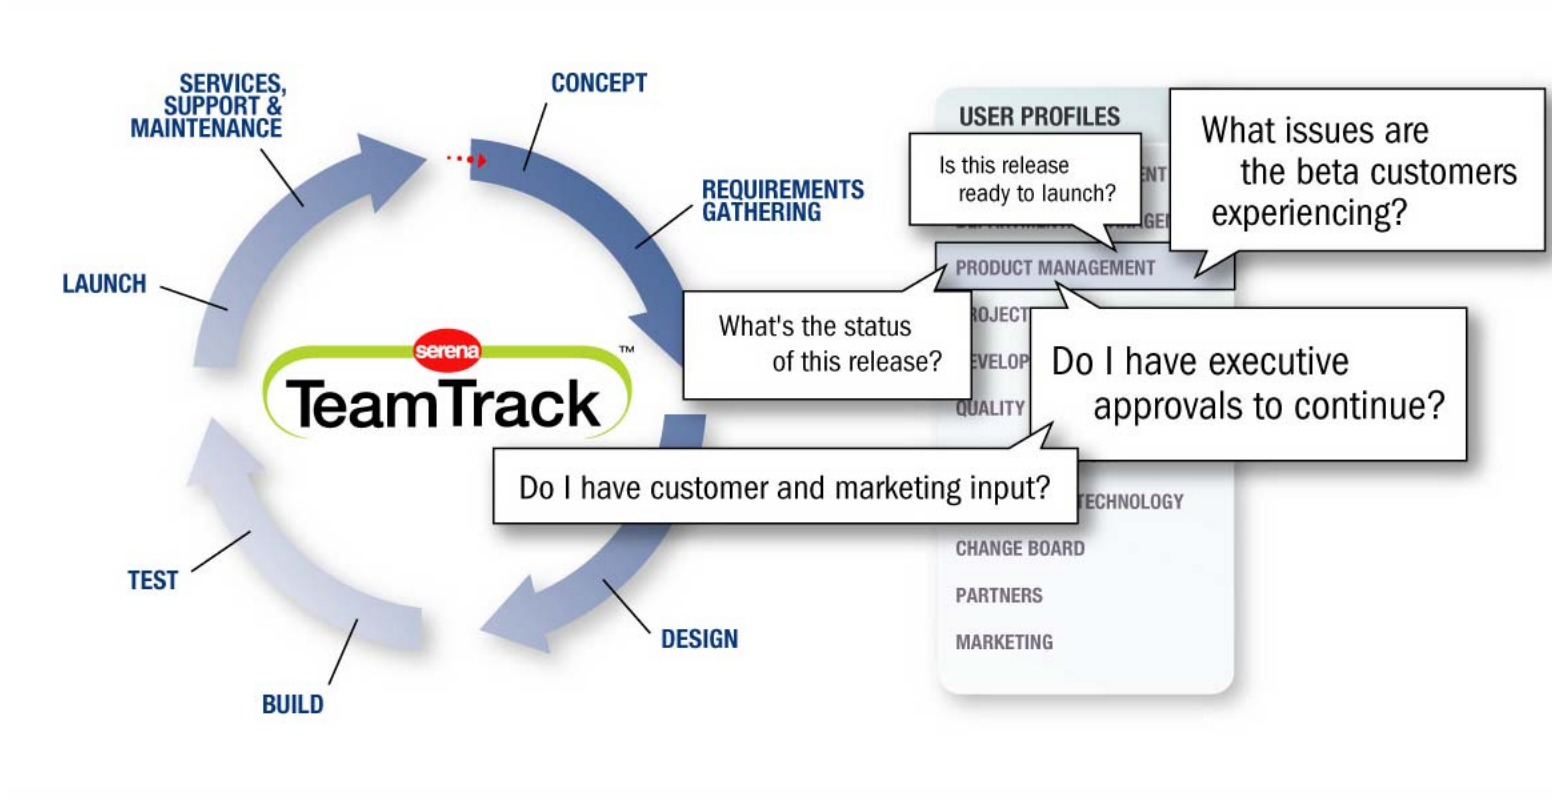 SERVICES,
SUPPORT &
MAINTENANCE
CONCEPT
REQUIREMENTS
GATHERING
LAUNCH
serena
TeamTrack
TM
TEST
BUILD
DESIGN
USER PROFILES
Is this release
ready to launch?
What issues are
the beta customers
experiencing?
PRODUCT MANAGEMENT
What's the status
of this release?
Do I have executive
approvals to continue?
QUALITY
Do I have customer and marketing input?
TECHNOLOGY
CHANGE BOARD
PARTNERS
MARKETING